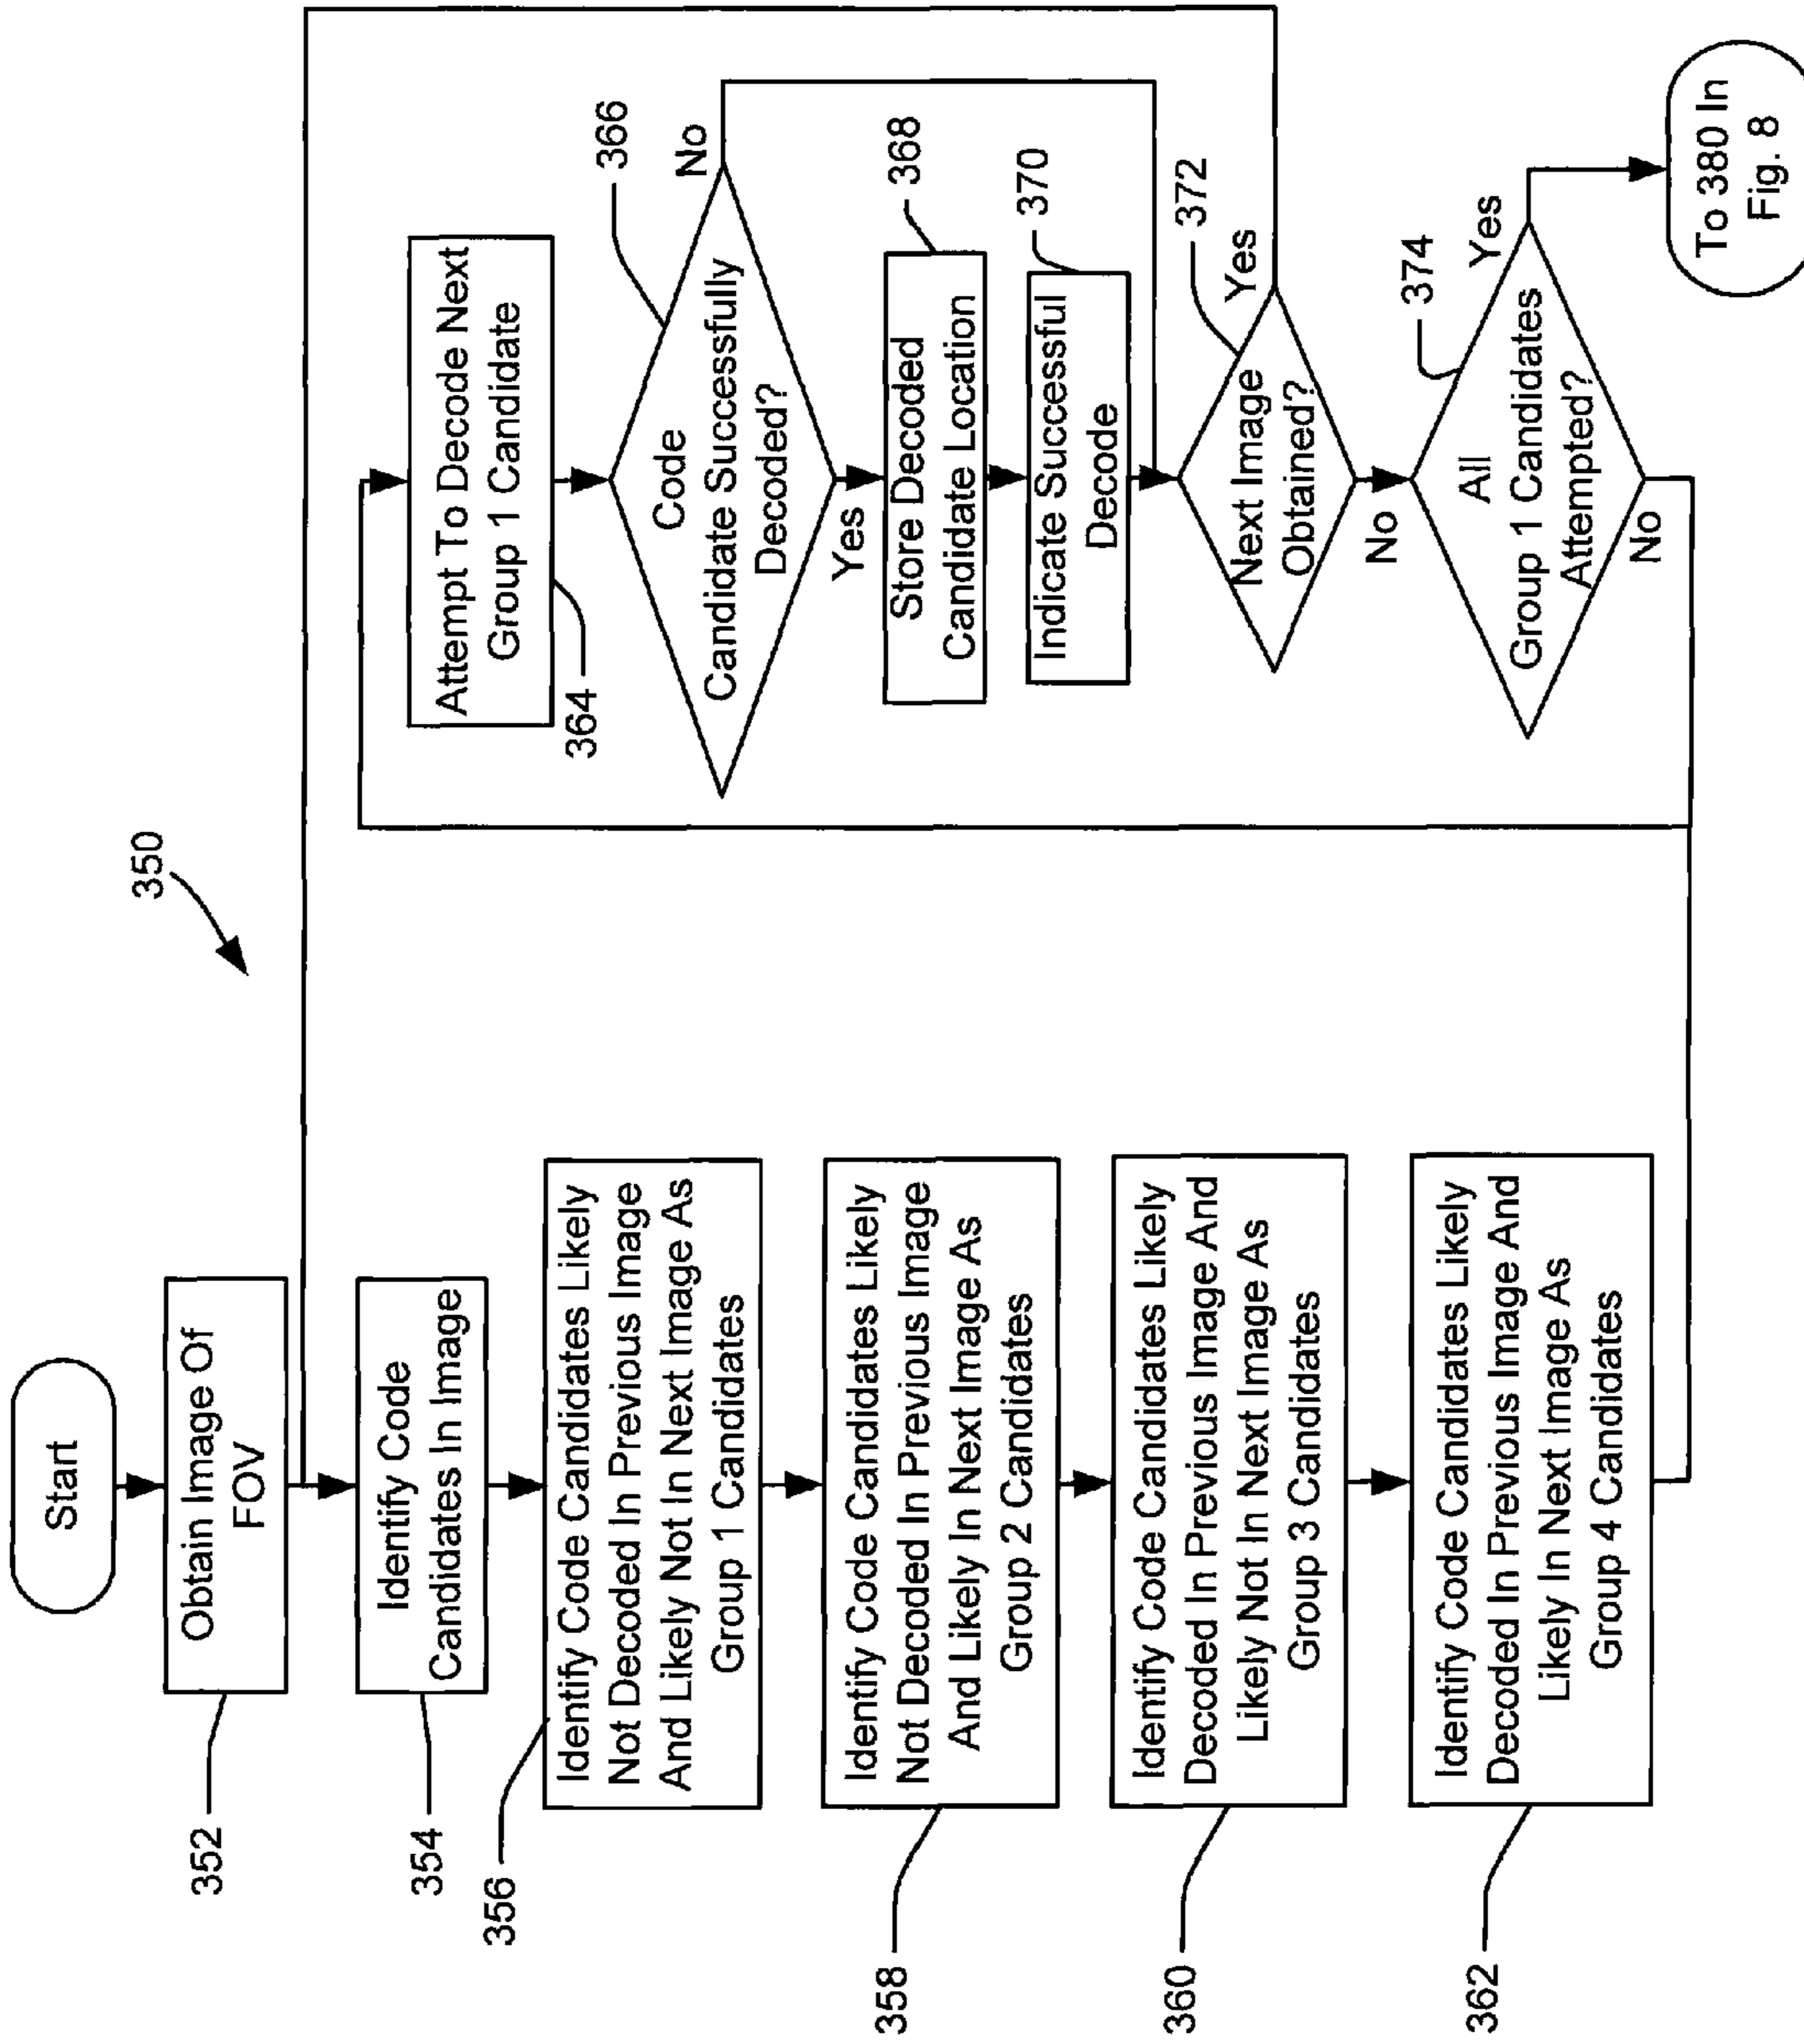 350
Start
352
Obtain Image Of
FOV
354
Identify Code
Candidates In Image
356
Identify Code Candidates Likely
Not Decoded In Previous Image
And Likely Not In Next Image As
Group 1 Candidates
358
Identify Code Candidates Likely
Not Decoded In Previous Image
And Likely In Next Image As
Group 2 Candidates
360
Identify Code Candidates Likely
Decoded In Previous Image And
Likely Not In Next Image As
Group 3 Candidates
362
Identify Code Candidates Likely
Decoded In Previous Image And
Likely In Next Image As
Group 4 Candidates
Attempt To Decode Next
Group 1 Candidate
364
366
Code
Candidate Successfully
Decoded?
No
Yes
368
Store Decoded
Candidate Location
370
Indicate Successful
Decode
372
Next Image
Obtained?
Yes
No
374
All
Group 1 Candidates
Attempted?
Yes
No
To 380 In
Fig. 8